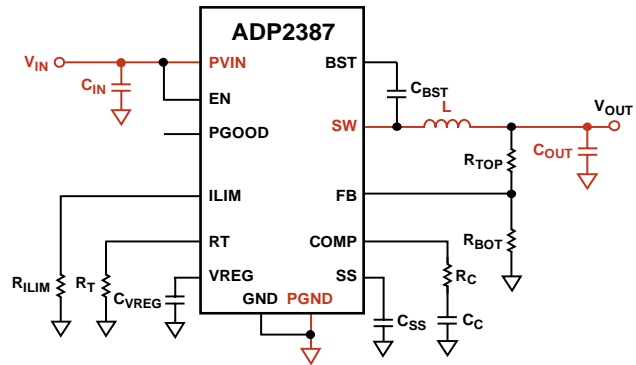 ADP2387
VIN
PVIN
BST
CIN
CBST
EN
L
VOUT
PGOOD
SW
RTOP
COUT
ILIM
FB
RT
COMP
RBOT
RILIM
RT
CVREG
VREG
SS
RC
GND
PGND
CSS
CC